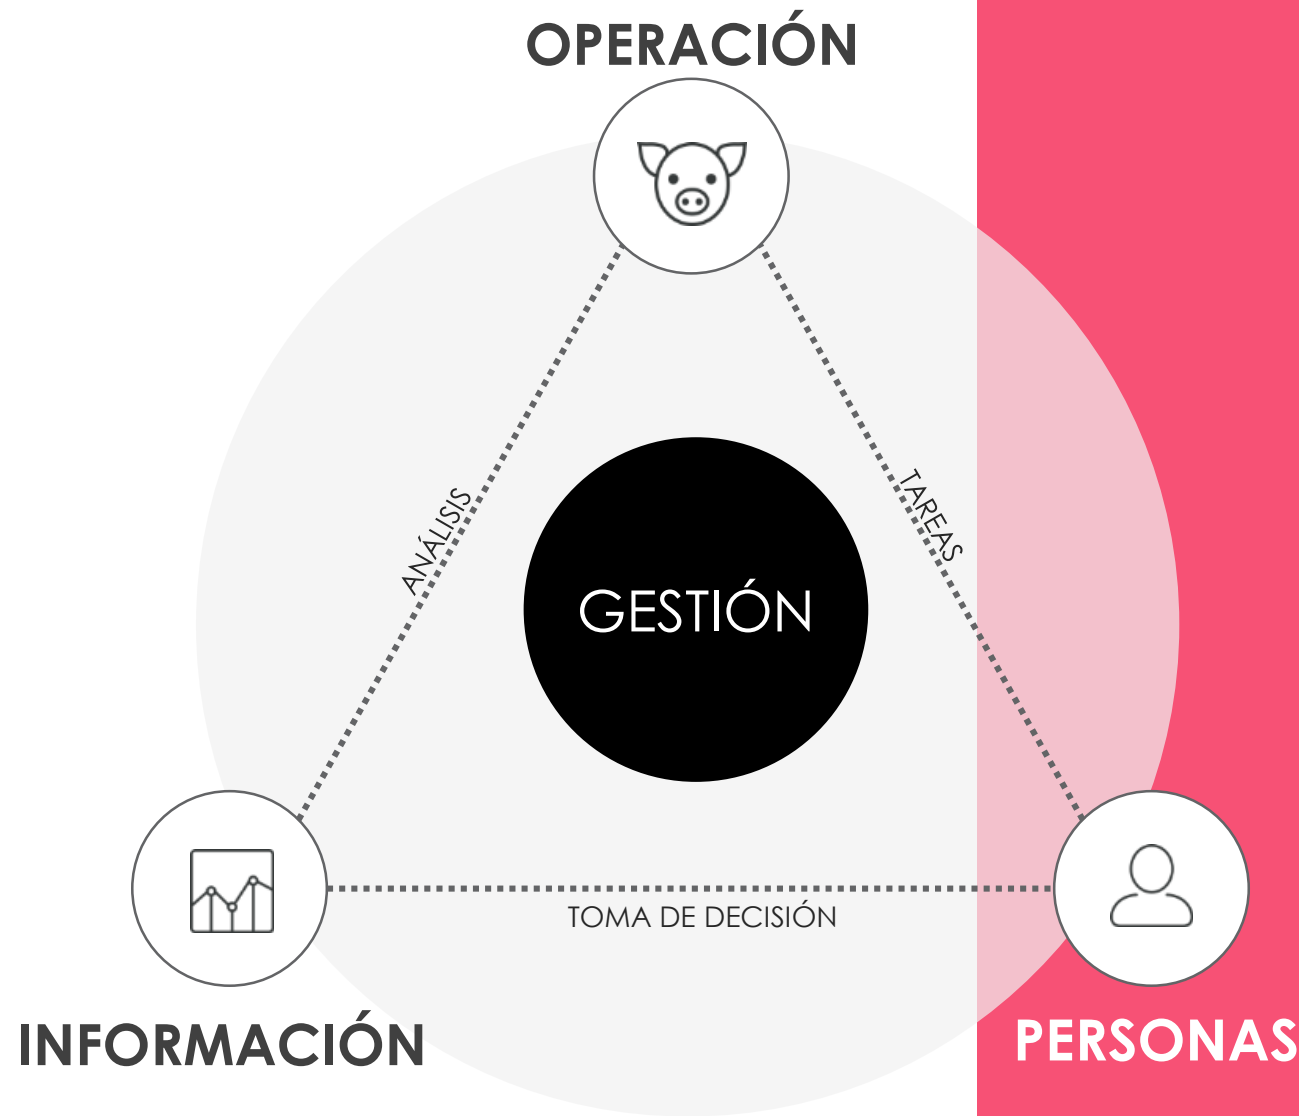 OPERACIÓN
ANÁLISIS
TAREAS
GESTIÓN
TOMA DE DECISIÓN
INFORMACIÓN
PERSONAS